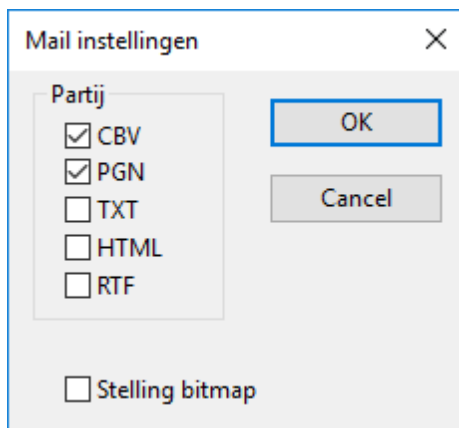 Mail instellingen
Partij
CBV
PGN
TXT
HTML
RTF
OK
Cancel
Stelling bitmap